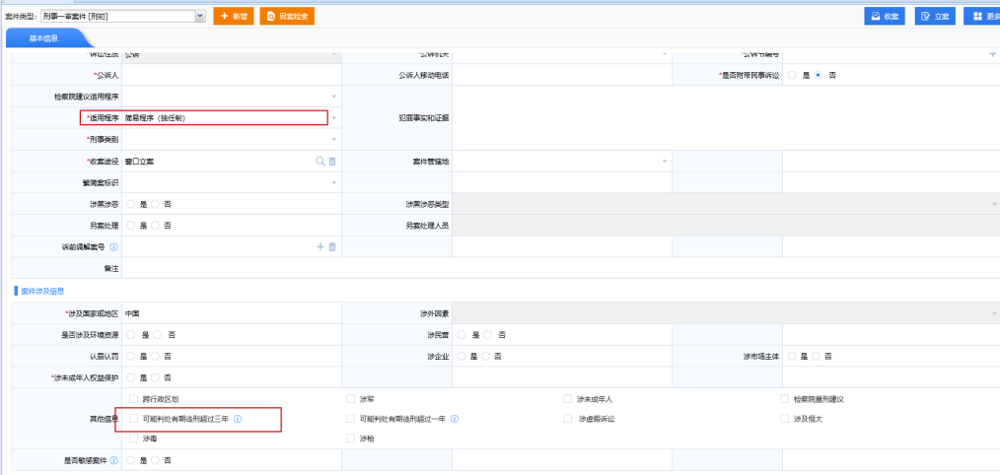 案件类型: 刑事一审案件 [刑初] + 新增 回案检索 收案 立案 更多
基本信息
诉讼性质 公诉 *公诉机关 *公诉书编号
*公诉人 公诉人移动电话 *是否附带民事诉讼 是 否
检察院建议适用程序
*适用程序 简易程序（独任制） 犯罪事实和证据
*刑事类别
*收案途径 窗口立案 案件管辖地
繁简案标识
涉黑涉恶 是 否 涉黑涉恶类型
另案处理 是 否 另案处理人员
诉前调解案号
备注
案件涉及信息
*涉及国家或地区 中国 涉外因素
是否涉及环境资源 是 否 涉民营 是 否
认罪认罚 是 否 涉企业 是 否 涉市场主体 是 否
*涉未成年人权益保护 是 否
跨行政区划 涉军 涉未成年人 检察院量刑建议
其他信息 可能判处有期徒刑超过三年 可能判处有期徒刑超过一年 涉虚假诉讼 涉及恒大
涉毒 涉枪
是否敏感案件 是 否